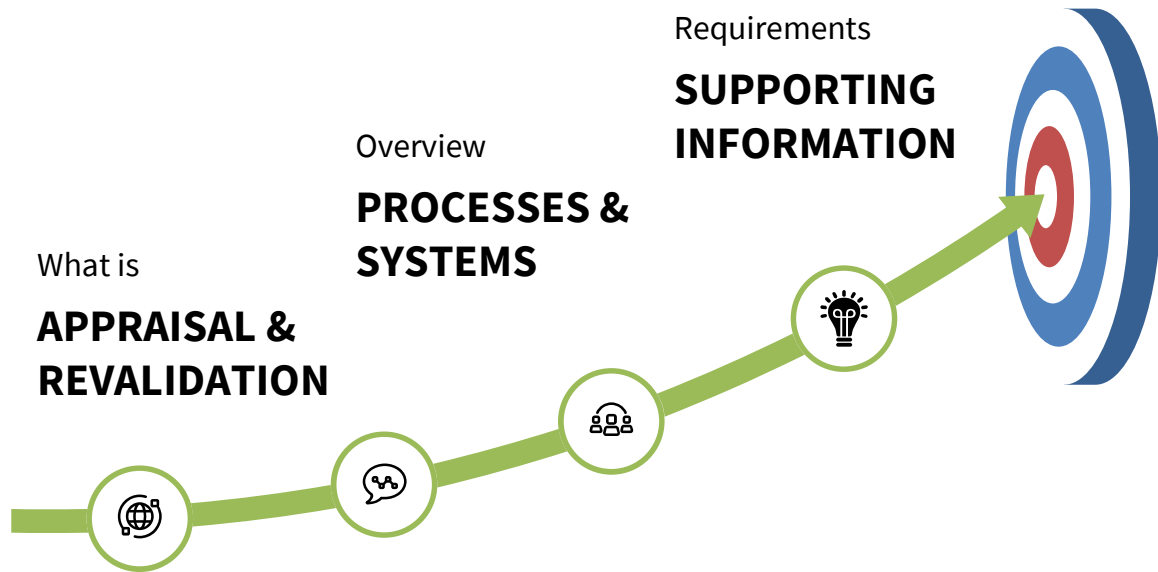 What is
APPRAISAL &
REVALIDATION
Overview
PROCESSES &
SYSTEMS
Requirements
SUPPORTING
INFORMATION